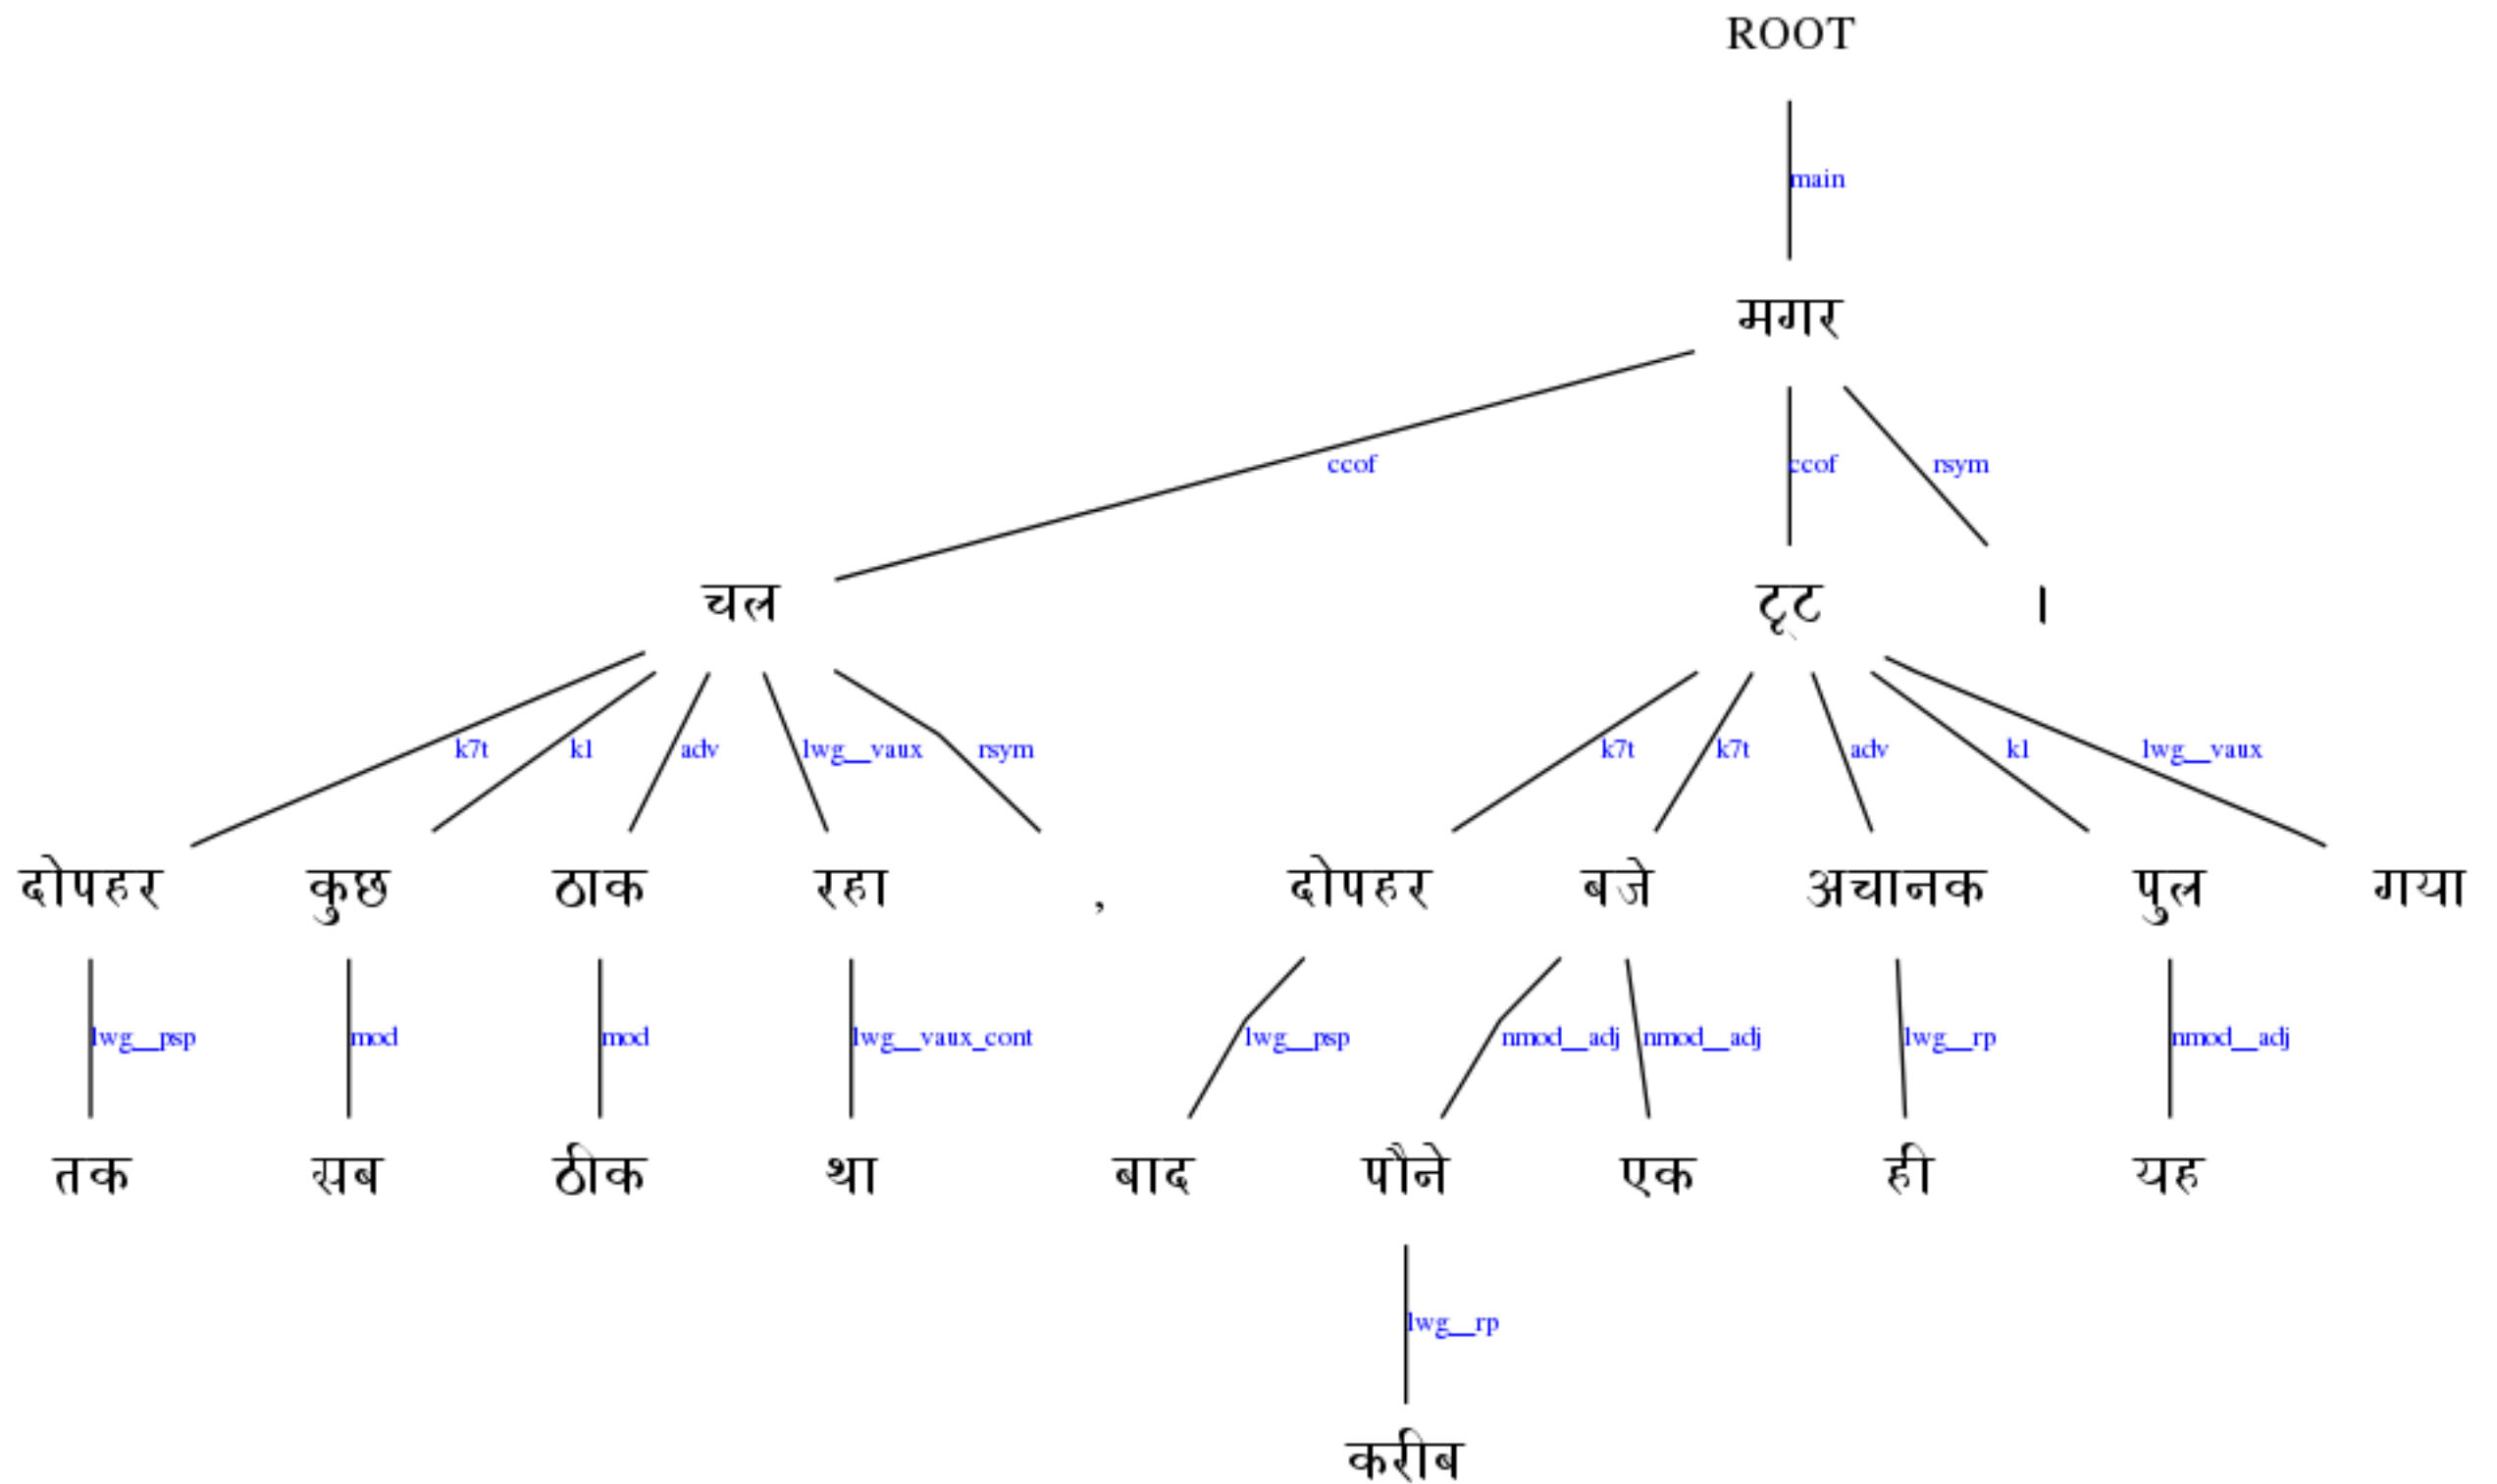 ROOT
main
मगर
ccof ccof rsym
चल टूट ।
k7t k1 adv lwg__vaux rsym k7t k7t adv k1 lwg__vaux
दोपहर कुछ ठाक रहा , दोपहर बजे अचानक पुल गया
lwg__psp mod mod lwg__vaux_cont lwg__psp nmod__adj nmod__adj lwg__rp nmod__adj
तक सब ठीक था बाद पौने एक ही यह
lwg__rp
करीब